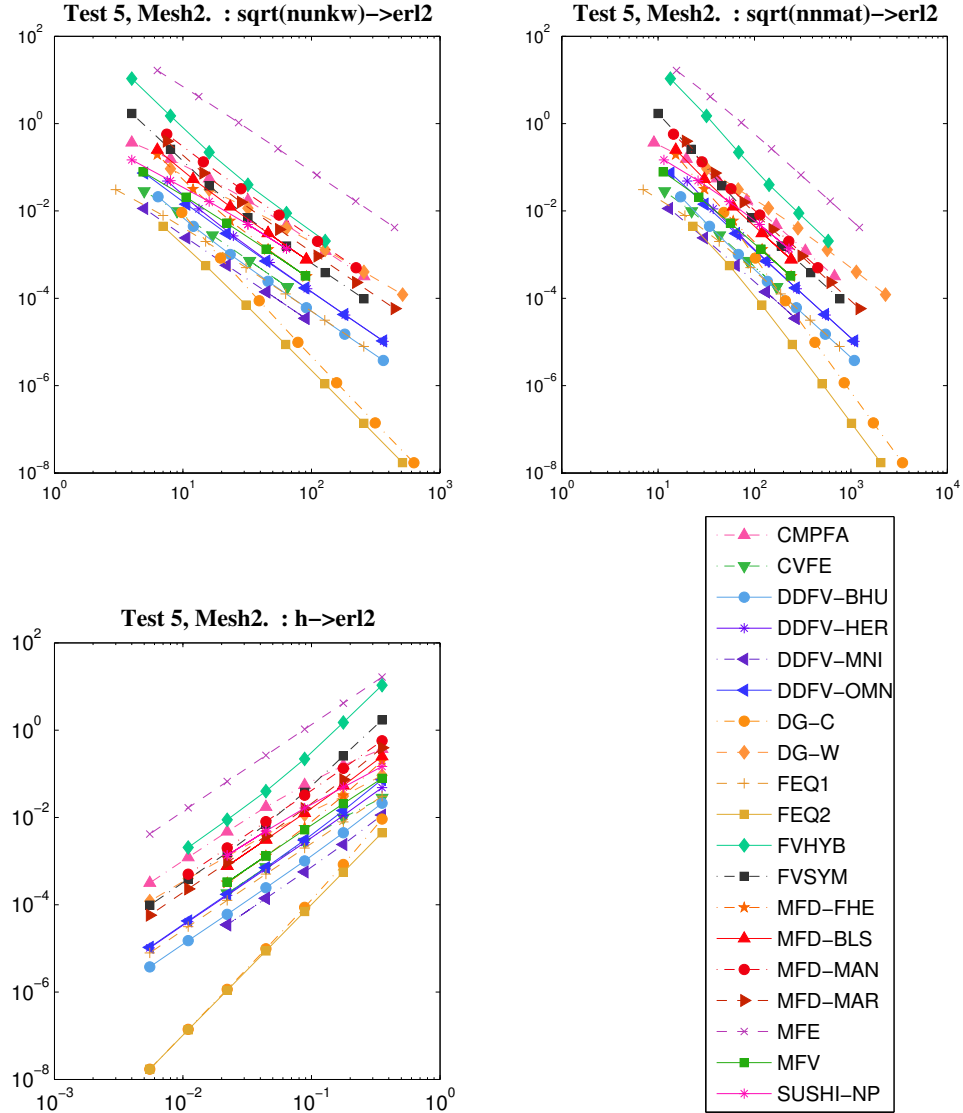 Test 5, Mesh2. : sqrt(nunkw)->erl2
10^2
10^0
10^-2
10^-4
10^-6
10^-8
10^0 10^1 10^2 10^3
Test 5, Mesh2. : sqrt(nnmat)->erl2
10^2
10^0
10^-2
10^-4
10^-6
10^-8
10^0 10^1 10^2 10^3 10^4
Test 5, Mesh2. : h->erl2
10^2
10^0
10^-2
10^-4
10^-6
10^-8
10^-3 10^-2 10^-1 10^0
CMPFA
CVFE
DDFV-BHU
DDFV-HER
DDFV-MNI
DDFV-OMN
DG-C
DG-W
FEQ1
FEQ2
FVHYB
FVSYM
MFD-FHE
MFD-BLS
MFD-MAN
MFD-MAR
MFE
MFV
SUSHI-NP